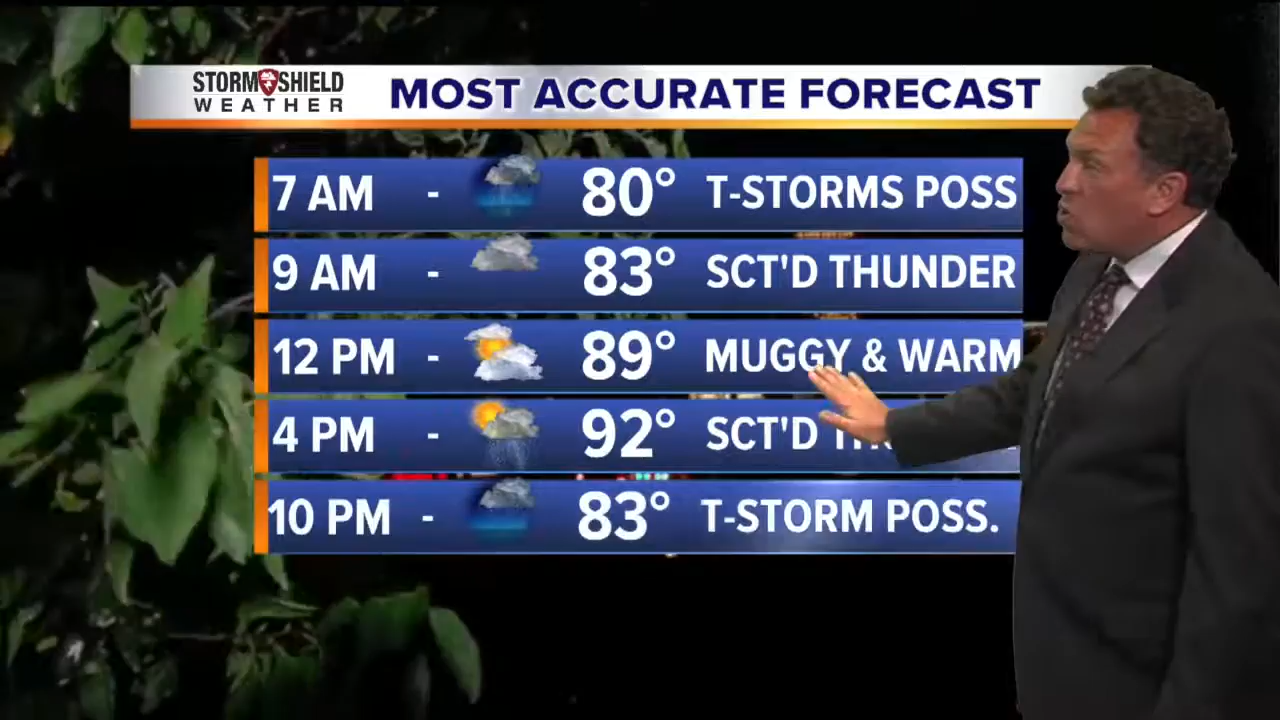 STORM SHIELD
WEATHER
MOST ACCURATE FORECAST
7 AM - 80° T-STORMS POSS
9 AM - 83° SCT'D THUNDER
12 PM - 89° MUGGY & WARM
4 PM - 92° SCT'D
10 PM - 83° T-STORM POSS.